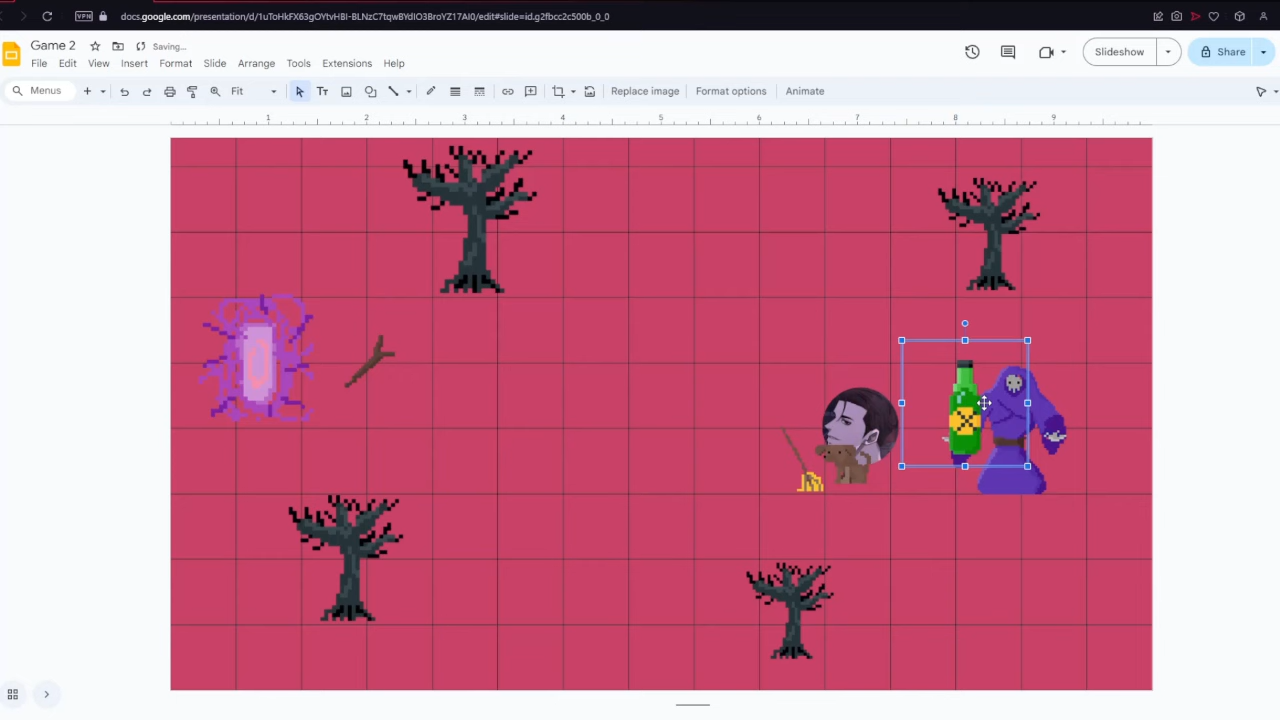 VPN docs.google.com/presentation/d/1uToHkFX63gOYtvHBI-BLNzC7tqwBYdIO3BroYZ17AI0/edit#slide=id.g2fbcc2c500b_0_0
Game 2 Saving...
File Edit View Insert Format Slide Arrange Tools Extensions Help
Slideshow Share
Menus Fit Replace image Format options Animate
1 2 3 4 5 6 7 8 9